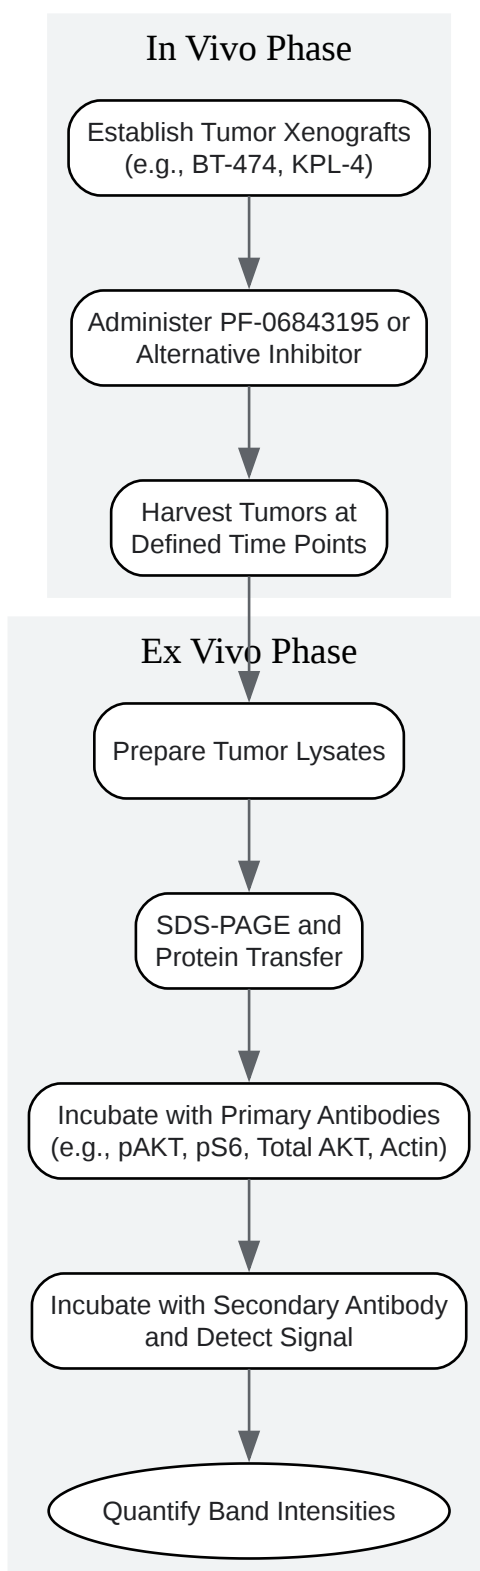 In Vivo Phase
Establish Tumor Xenografts
(e.g., BT-474, KPL-4)
Administer PF-06843195 or
Alternative Inhibitor
Harvest Tumors at
Defined Time Points
Ex Vivo Phase
Prepare Tumor Lysates
SDS-PAGE and
Protein Transfer
Incubate with Primary Antibodies
(e.g., pAKT, pS6, Total AKT, Actin)
Incubate with Secondary Antibody
and Detect Signal
Quantify Band Intensities